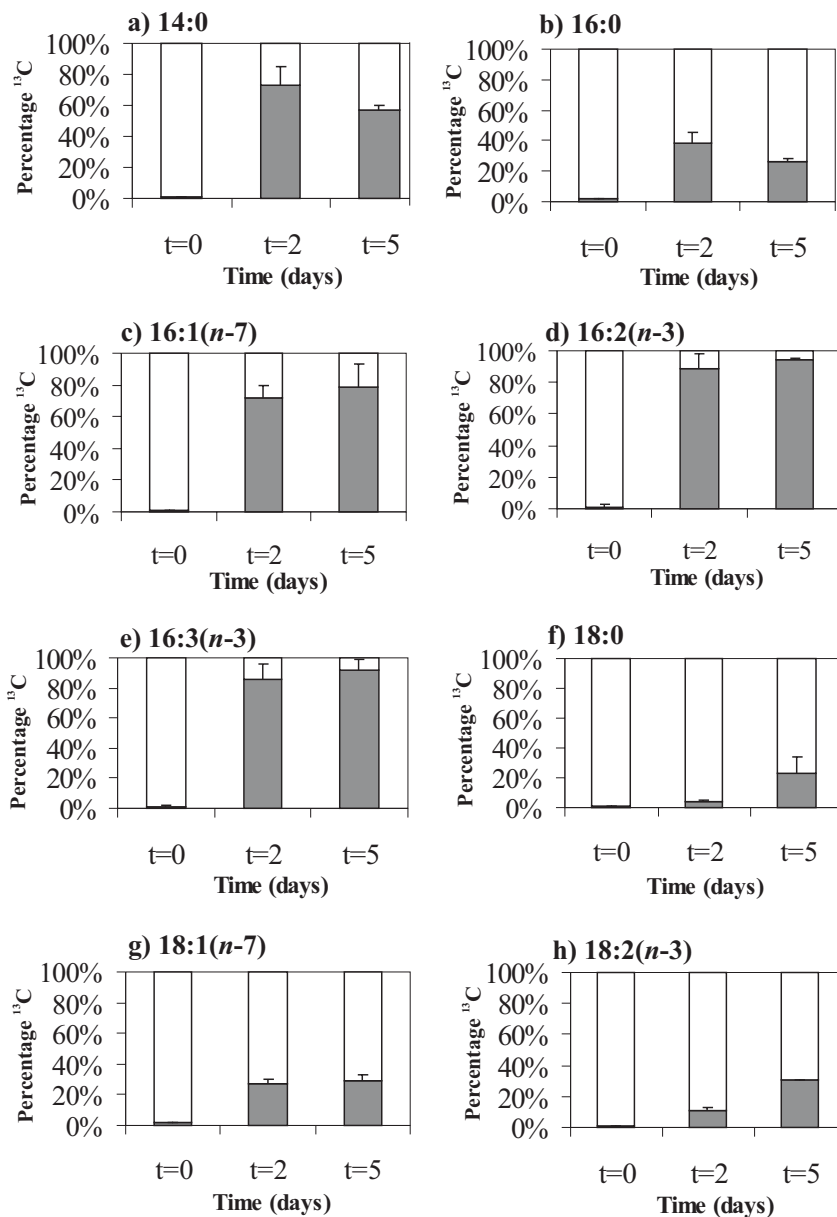 a) 14:0
100%
80%
60%
40%
20%
0%
Percentage ¹³C
t=0 t=2 t=5
Time (days)
b) 16:0
100%
80%
60%
40%
20%
0%
Percentage ¹³C
t=0 t=2 t=5
Time (days)
c) 16:1(n-7)
100%
80%
60%
40%
20%
0%
Percentage ¹³C
t=0 t=2 t=5
Time (days)
d) 16:2(n-3)
100%
80%
60%
40%
20%
0%
Percentage ¹³C
t=0 t=2 t=5
Time (days)
e) 16:3(n-3)
100%
80%
60%
40%
20%
0%
Percentage ¹³C
t=0 t=2 t=5
Time (days)
f) 18:0
100%
80%
60%
40%
20%
0%
Percentage ¹³C
t=0 t=2 t=5
Time (days)
g) 18:1(n-7)
100%
80%
60%
40%
20%
0%
Percentage ¹³C
t=0 t=2 t=5
Time (days)
h) 18:2(n-3)
100%
80%
60%
40%
20%
0%
Percentage ¹³C
t=0 t=2 t=5
Time (days)